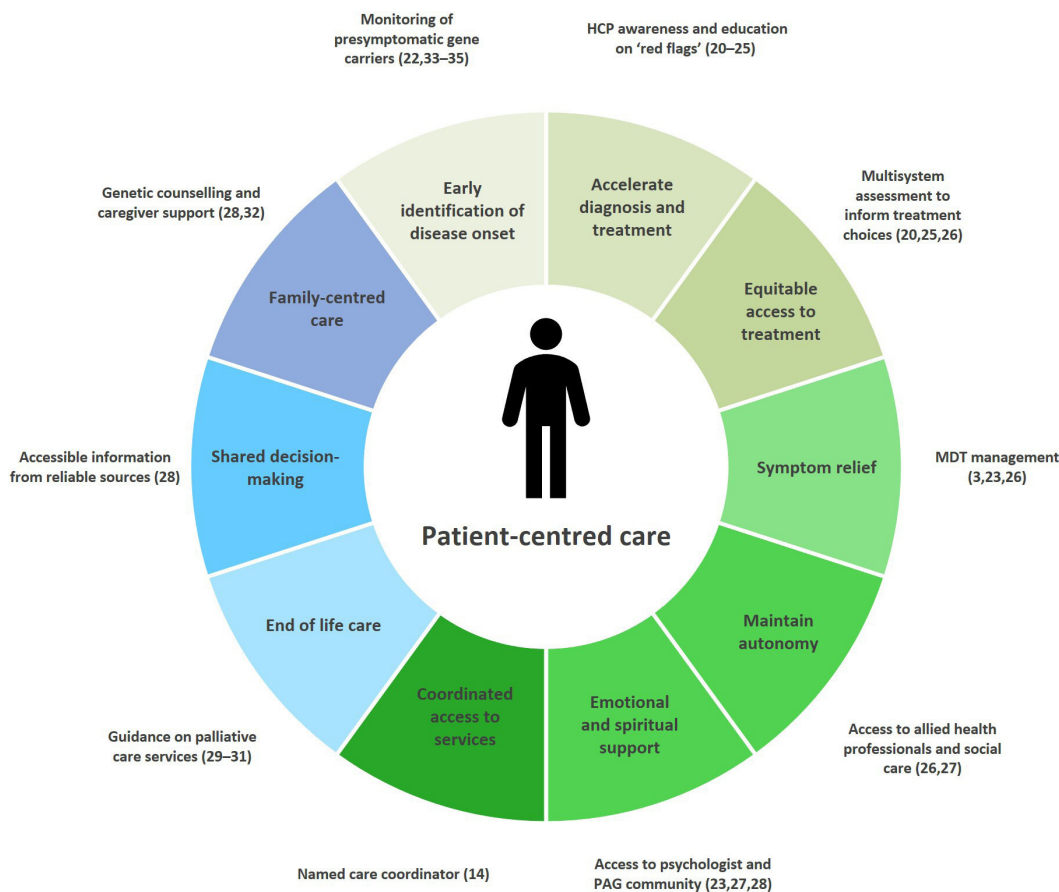 Monitoring of
presymptomatic gene
carriers (22,33–35)
HCP awareness and education
on ‘red flags’ (20–25)
Genetic counselling and
caregiver support (28,32)
Early
identification of
disease onset
Accelerate
diagnosis and
treatment
Multisystem
assessment to
inform treatment
choices (20,25,26)
Family-centred
care
Equitable
access to
treatment
Accessible information
from reliable sources (28)
Shared decision-
making
Symptom relief
MDT management
(3,23,26)
Patient-centred care
End of life care
Maintain
autonomy
Coordinated
access to
services
Emotional
and spiritual
support
Guidance on palliative
care services (29–31)
Access to allied health
professionals and social
care (26,27)
Named care coordinator (14)
Access to psychologist and
PAG community (23,27,28)